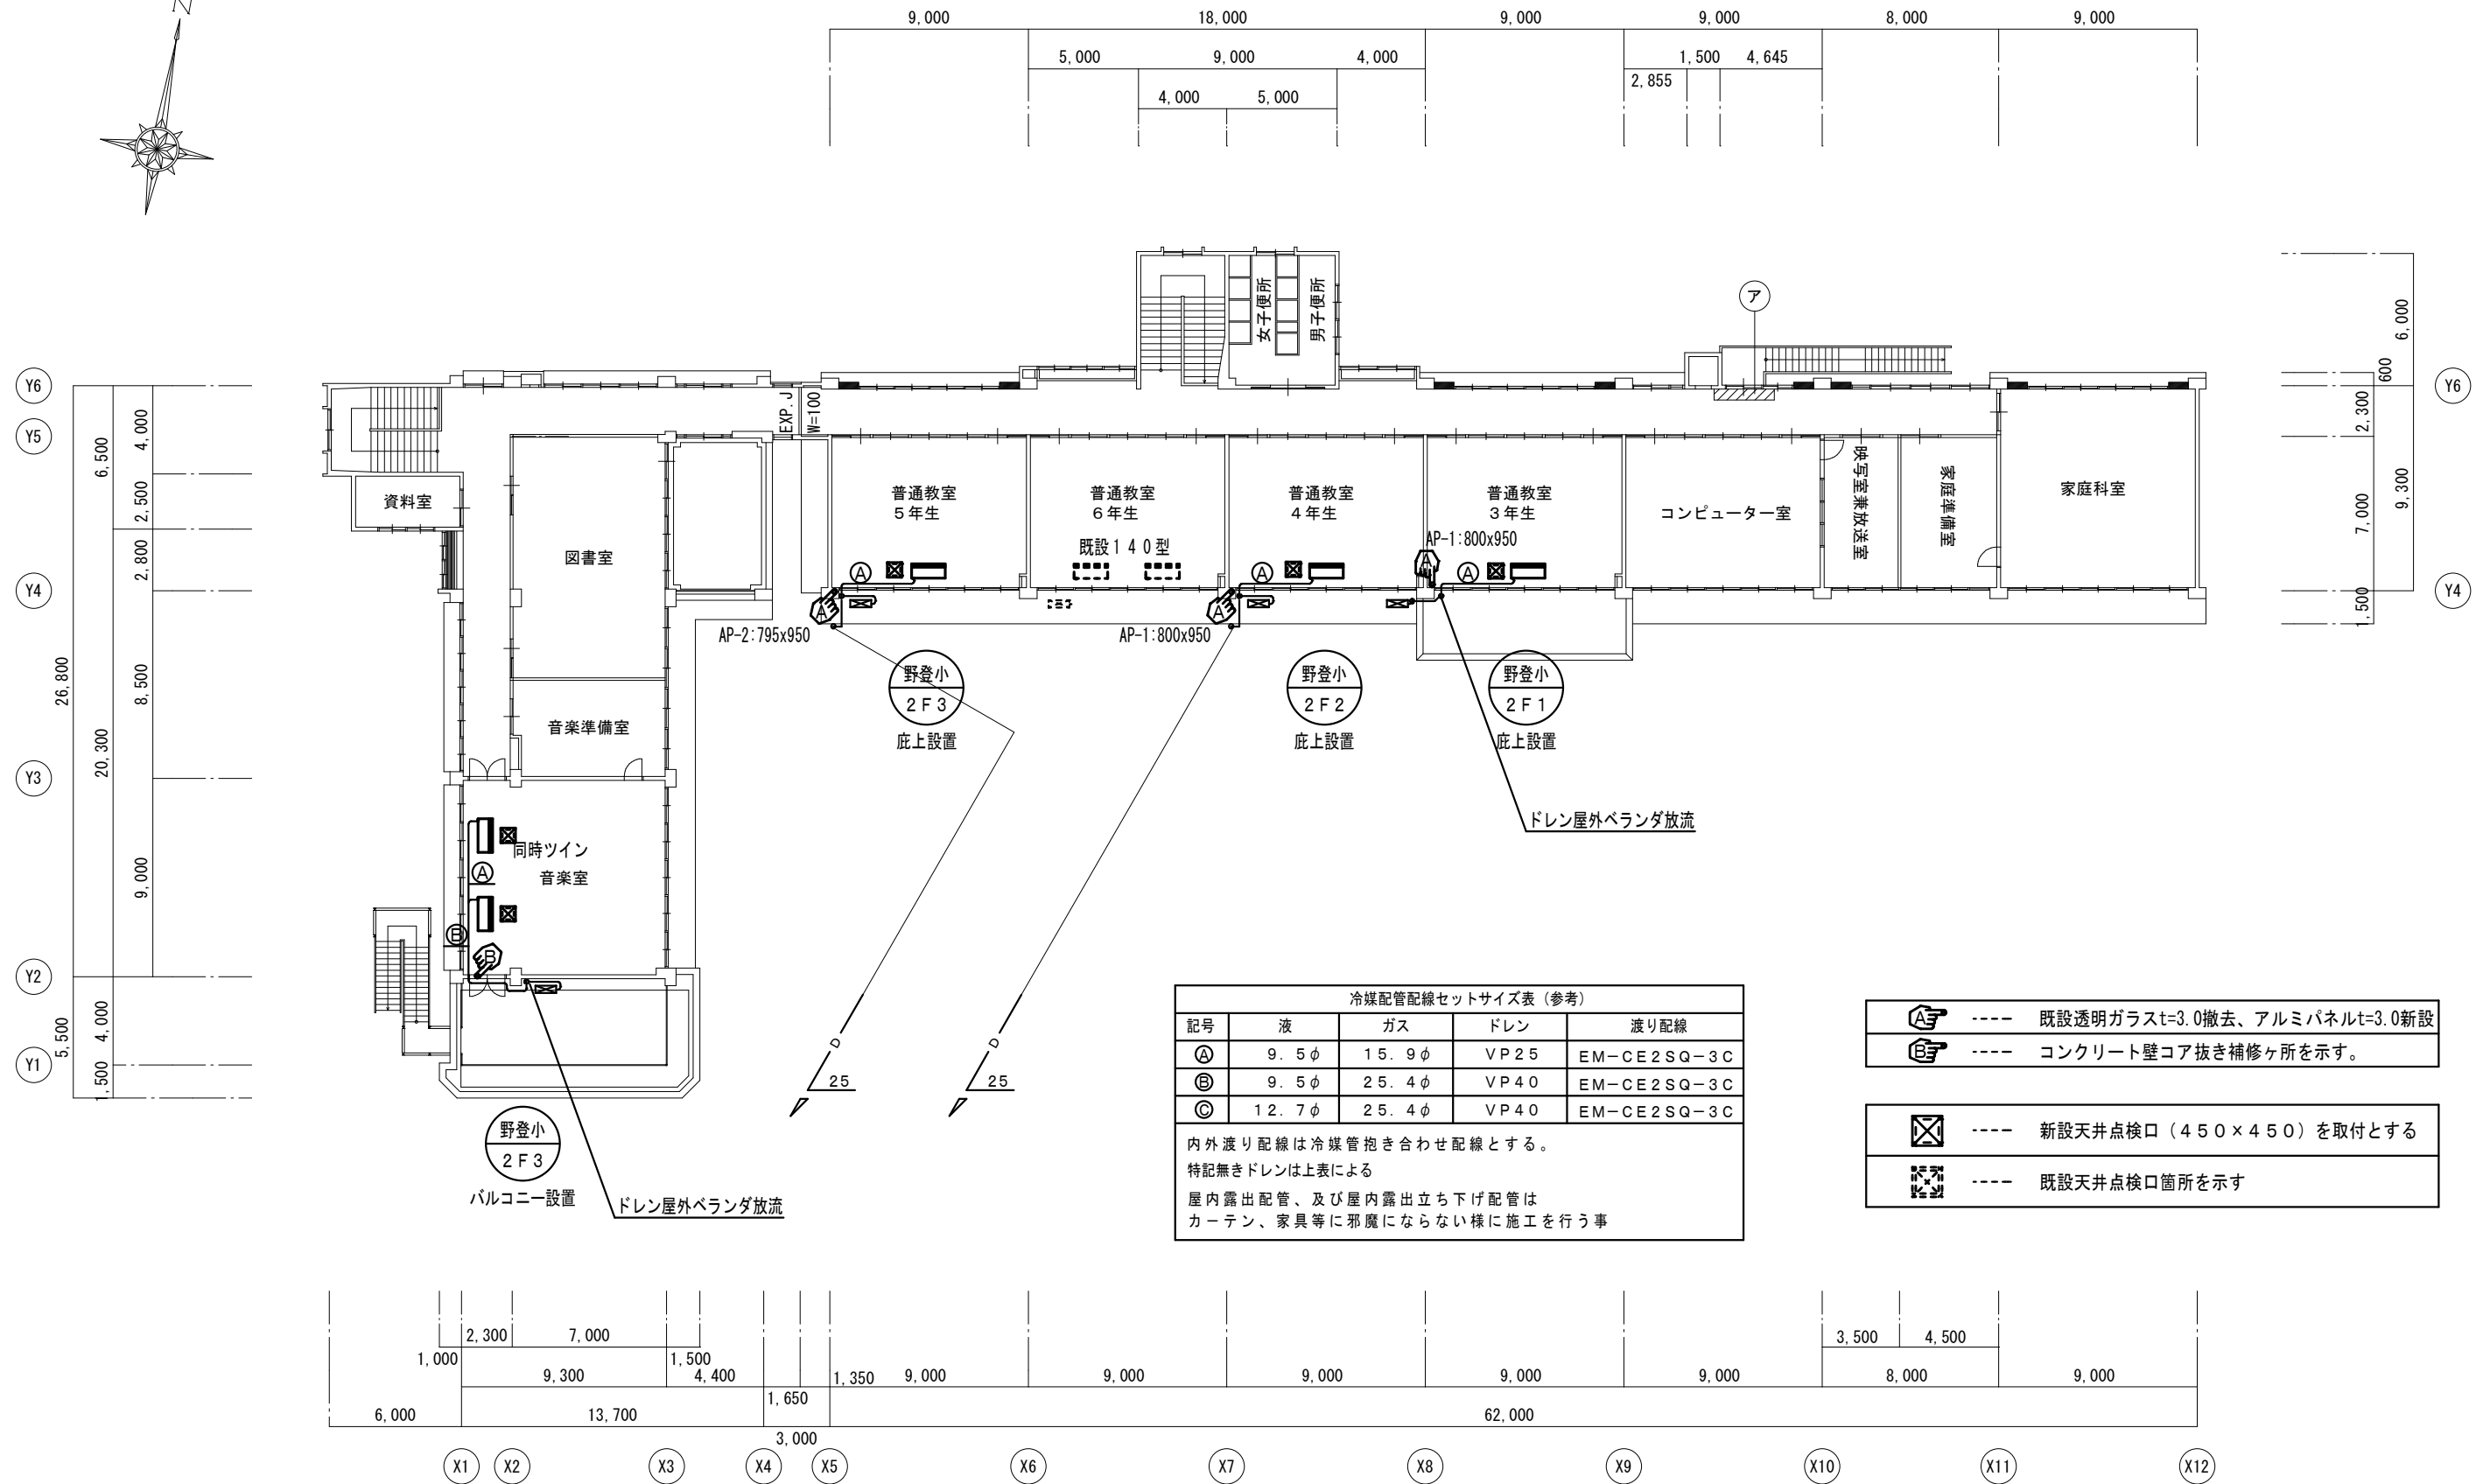 N
9,000
18,000
9,000
9,000
8,000
9,000
5,000
9,000
4,000
1,500
4,645
2,855
4,000
5,000
女子便所
男子便所
ア
Y6
Y5
Y4
Y3
Y2
Y1
6,500
4,000
2,500
2,800
26,800
8,500
20,300
9,000
5,500
4,000
1,500
Y6
Y4
6,000
600
2,300
9,300
7,000
1,500
EXP.J
W=100
資料室
図書室
音楽準備室
同時ツイン
音楽室
A
B
B
普通教室
5年生
普通教室
6年生
既設140型
普通教室
4年生
普通教室
3年生
コンピューター室
映写室兼放送室
家庭準備室
家庭科室
A
A
A
A
A
A
AP-1:800x950
AP-2:795x950
AP-1:800x950
野登小
2F3
庇上設置
野登小
2F2
庇上設置
野登小
2F1
庇上設置
ドレン屋外ベランダ放流
D
25
D
25
野登小
2F3
バルコニー設置
ドレン屋外ベランダ放流
冷媒配管配線セットサイズ表(参考)
記号 液 ガス ドレン 渡り配線
Ⓐ 9.5φ 15.9φ VP25 EM-CE2SQ-3C
Ⓑ 9.5φ 25.4φ VP40 EM-CE2SQ-3C
Ⓒ 12.7φ 25.4φ VP40 EM-CE2SQ-3C
内外渡り配線は冷媒管抱き合わせ配線とする。
特記無きドレンは上表による
屋内露出配管、及び屋内露出立ち下げ配管は
カーテン、家具等に邪魔にならない様に施工を行う事
A ---- 既設透明ガラスt=3.0撤去、アルミパネルt=3.0新設
B ---- コンクリート壁コア抜き補修ヶ所を示す。
---- 新設天井点検口(450×450)を取付とする
---- 既設天井点検口箇所を示す
2,300
7,000
3,500
4,500
1,000
1,500
9,300
4,400
1,350
9,000
9,000
9,000
9,000
9,000
8,000
9,000
1,650
6,000
13,700
62,000
3,000
X1
X2
X3
X4
X5
X6
X7
X8
X9
X10
X11
X12